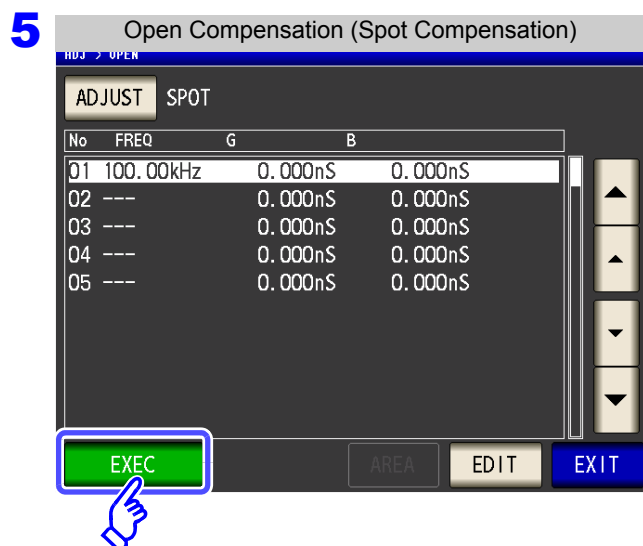 5
Open Compensation (Spot Compensation)
ADJ > OPEN
ADJUST SPOT
No FREQ G B
01 100.00kHz 0.000nS 0.000nS
02 --- 0.000nS 0.000nS
03 --- 0.000nS 0.000nS
04 --- 0.000nS 0.000nS
05 --- 0.000nS 0.000nS
EXEC AREA EDIT EXIT